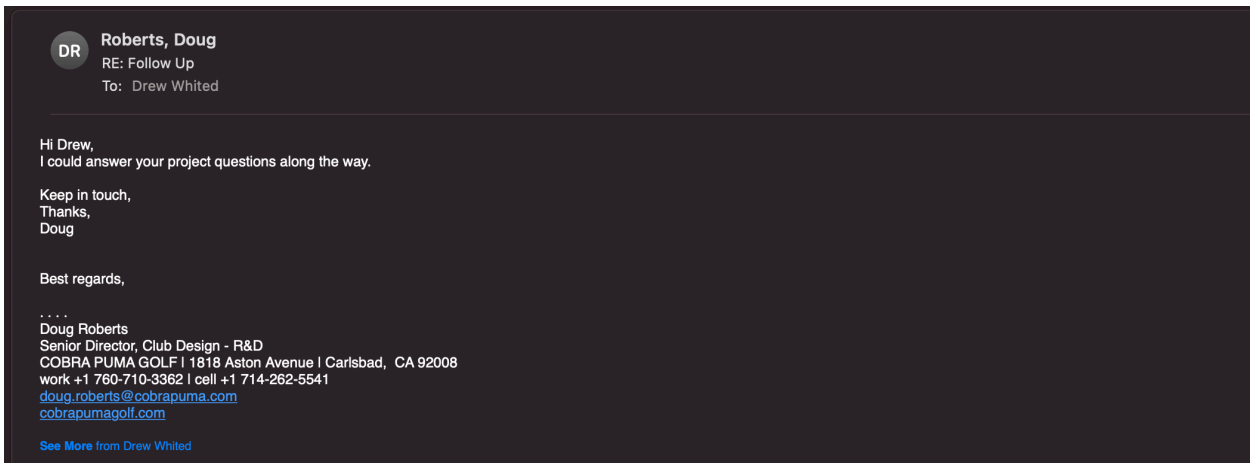 DR
Roberts, Doug
RE: Follow Up
To: Drew Whited
Hi Drew,
I could answer your project questions along the way.
Keep in touch,
Thanks,
Doug
Best regards,
. . . .
Doug Roberts
Senior Director, Club Design - R&D
COBRA PUMA GOLF I 1818 Aston Avenue I Carlsbad,  CA 92008
work +1 760-710-3362 I cell +1 714-262-5541
doug.roberts@cobrapuma.com
cobrapumagolf.com
See More from Drew Whited